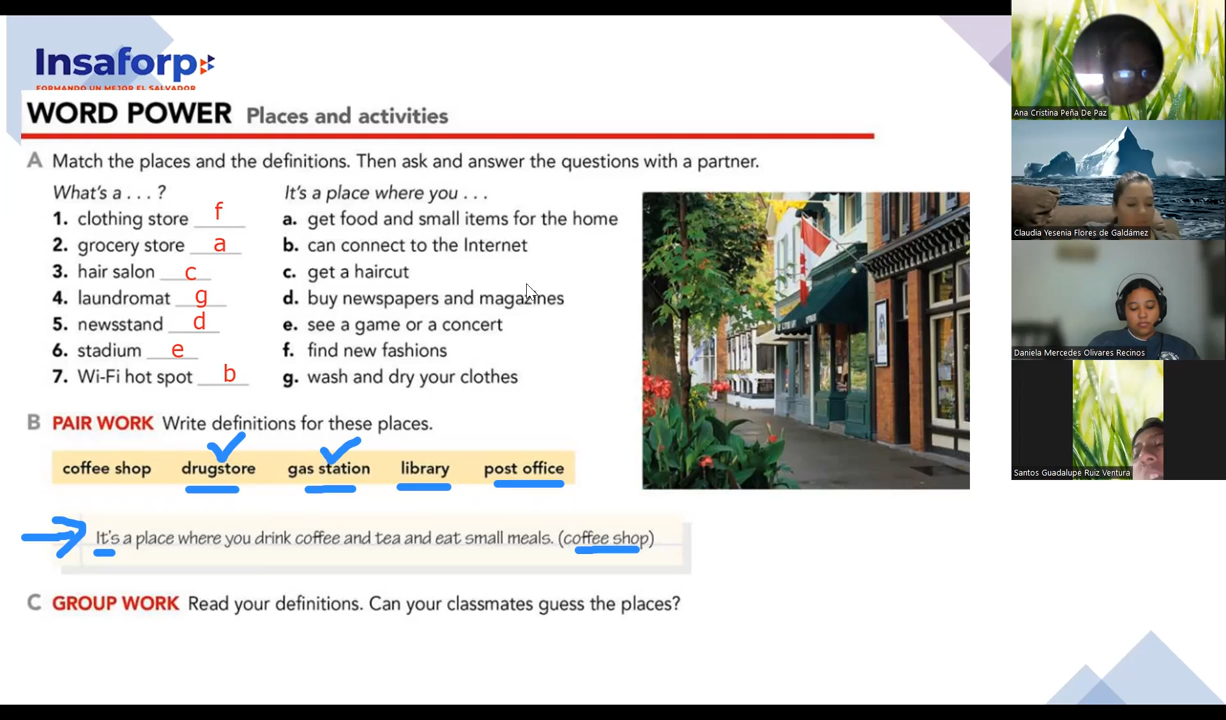 Insaforp
FORMANDO UN MEJOR EL SALVADOR
WORD POWER Places and activities
A Match the places and the definitions. Then ask and answer the questions with a partner.
What's a . . . ? It's a place where you . . .
1. clothing store f a. get food and small items for the home
2. grocery store a b. can connect to the Internet
3. hair salon c c. get a haircut
4. laundromat g d. buy newspapers and magazines
5. newsstand d e. see a game or a concert
6. stadium e f. find new fashions
7. Wi-Fi hot spot b g. wash and dry your clothes
B PAIR WORK Write definitions for these places.
coffee shop drugstore gas station library post office
It's a place where you drink coffee and tea and eat small meals. (coffee shop)
C GROUP WORK Read your definitions. Can your classmates guess the places?
Ana Cristina Peña De Paz
Claudia Yesenia Flores de Galdámez
Daniela Mercedes Olivares Recinos
Santos Guadalupe Ruiz Ventura